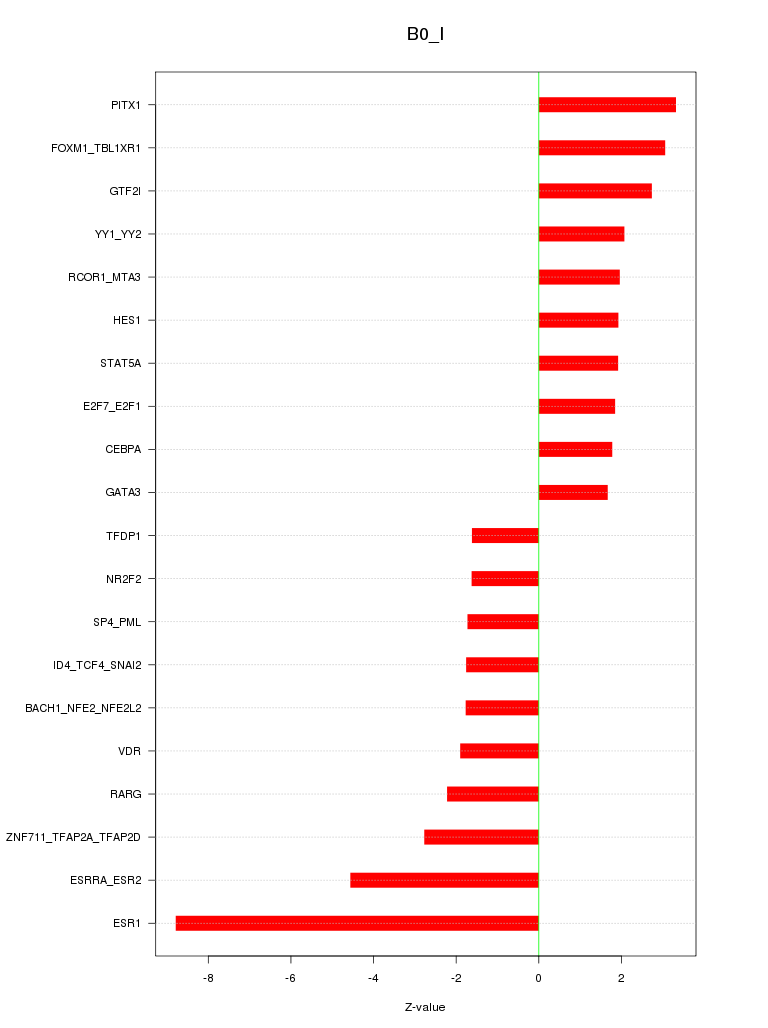 B0_I
PITX1
FOXM1_TBL1XR1
GTF2I
YY1_YY2
RCOR1_MTA3
HES1
STAT5A
E2F7_E2F1
CEBPA
GATA3
TFDP1
NR2F2
SP4_PML
ID4_TCF4_SNAI2
BACH1_NFE2_NFE2L2
VDR
RARG
ZNF711_TFAP2A_TFAP2D
ESRRA_ESR2
ESR1
-8 -6 -4 -2 0 2
Z-value